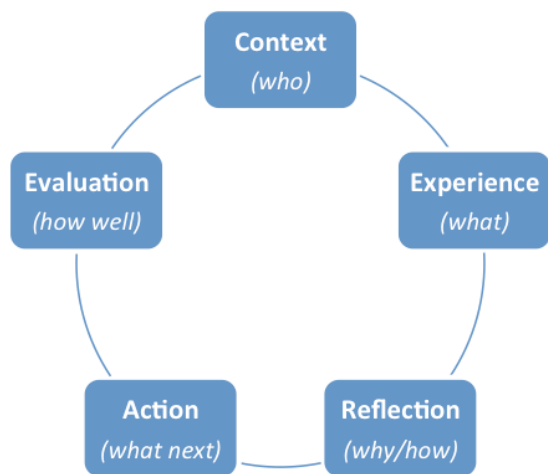 Context
(who)
Experience
(what)
Reflection
(why/how)
Action
(what next)
Evaluation
(how well)